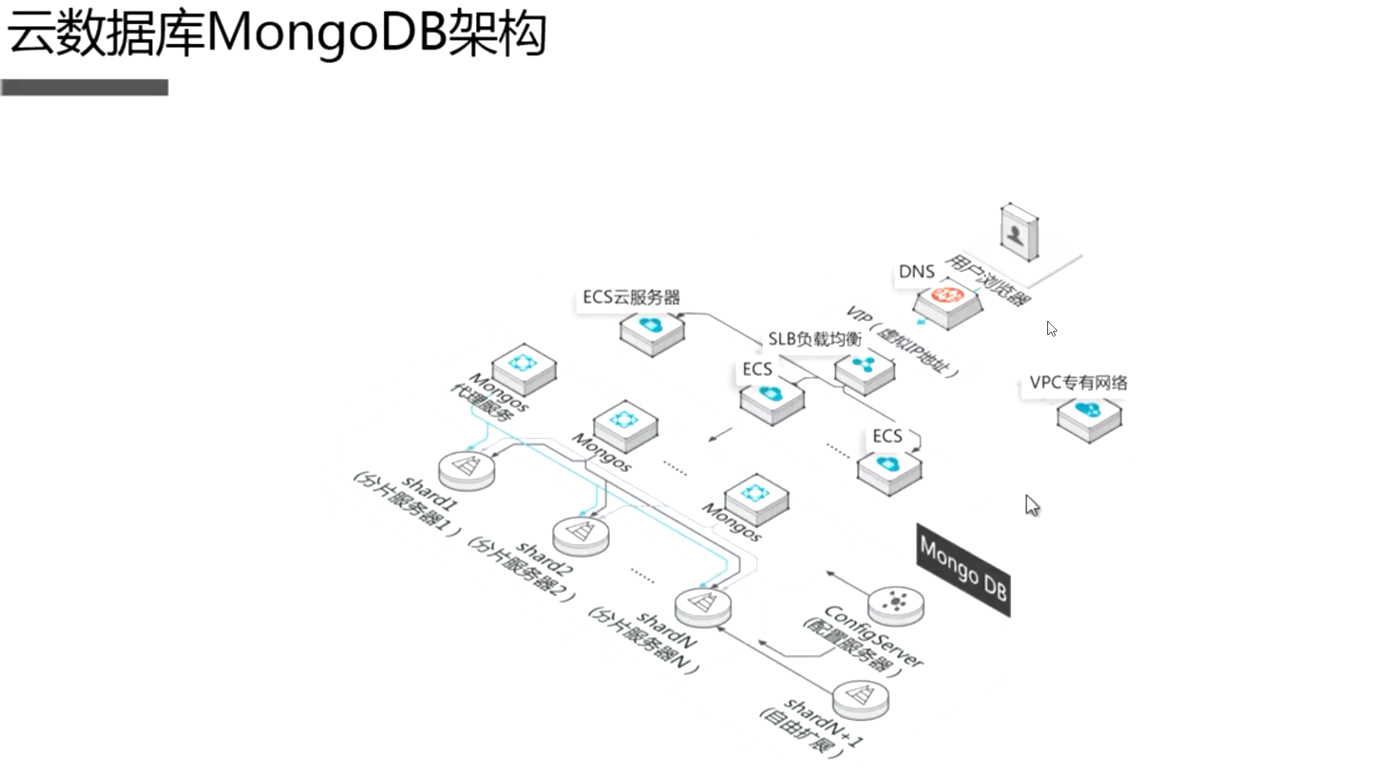 云数据库MongoDB架构
用户浏览器
DNS
VIP（虚拟IP地址）
ECS云服务器
SLB负载均衡
ECS
VPC专有网络
Mongos
代理服务
Mongos
ECS
Mongos
shard1
(分片服务器1）
shard2
(分片服务器2）
shardN
(分片服务器N）
Mongo DB
ConfigServer
(配置服务器）
shardN+1
(自由扩展）